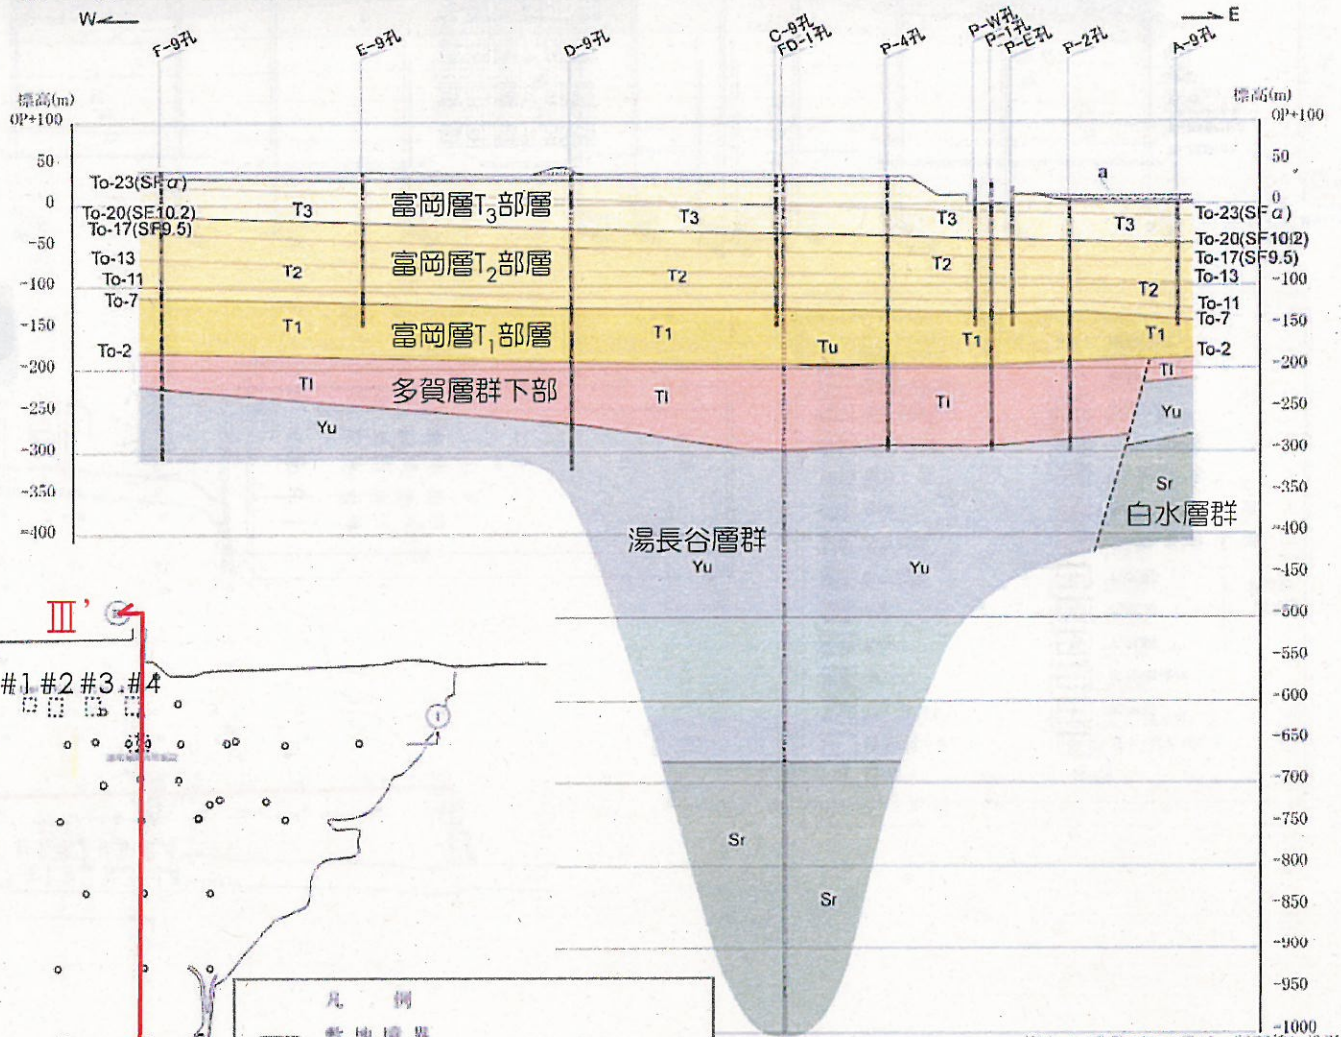 W E
F-9孔 E-9孔 D-9孔 C-9孔 FD-1孔 P-4孔 P-W孔 P-1孔 P-E孔 P-2孔 A-9孔
標高(m)
OP+100
50
0
-50
-100
-150
-200
-250
-300
-350
-400
To-23(SFα)
To-20(SE10.2)
To-17(SF9.5)
To-13
To-11
To-7
To-2
T3 富岡層T3部層 T3 T3 T3
a
T2 富岡層T2部層 T2 T2 T2
T1 富岡層T1部層 T1 Tu T1 T1
Tl 多賀層群下部 Tl Tl Tl
Yu Yu
Sr
白水層群
湯長谷層群
Yu Yu
Sr
Sr
標高(m)
OP+100
50
0
To-23(SFα)
To-20(SF10.2)
To-17(SF9.5)
To-13
-100
To-11
To-7
-150
To-2
-200
-250
-300
-350
-400
-450
-500
-550
-600
-650
-700
-750
-800
-850
-900
-950
-1000
III'
#1 #2 #3 #4
I
凡 例
敷地境界